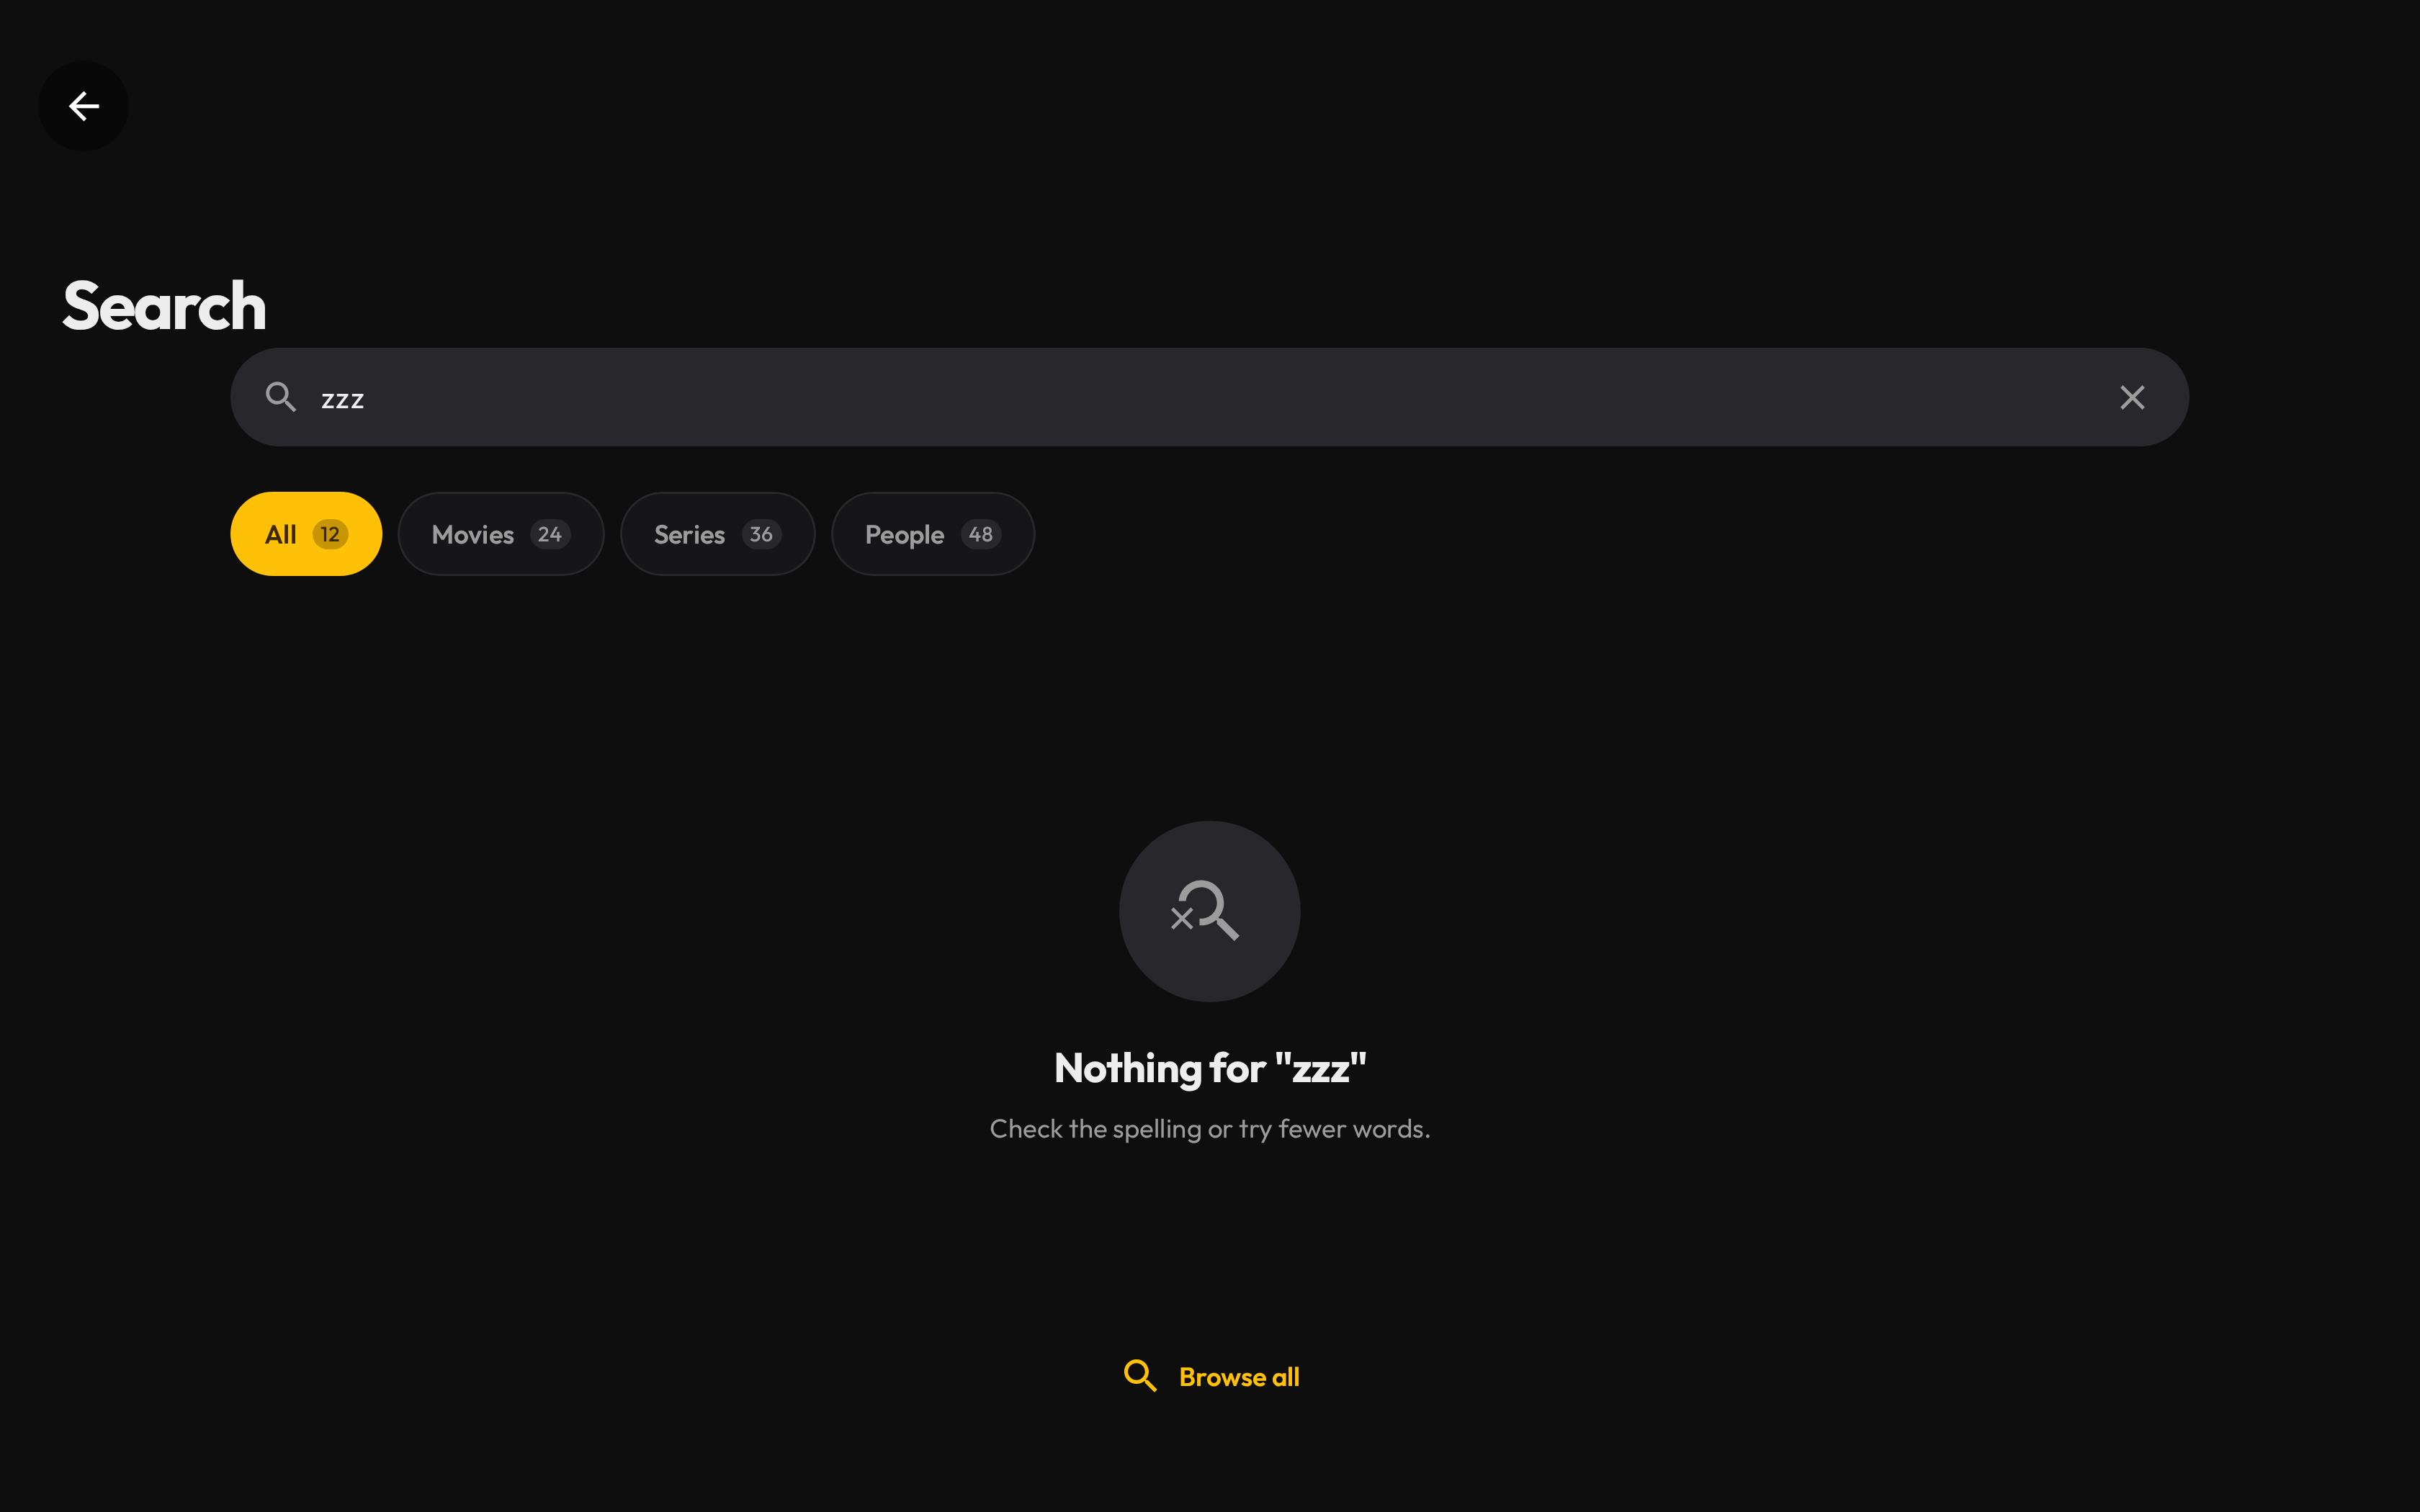 Search
zzz
All 12 Movies 24 Series 36 People 48
Nothing for "zzz"
Check the spelling or try fewer words.
Browse all